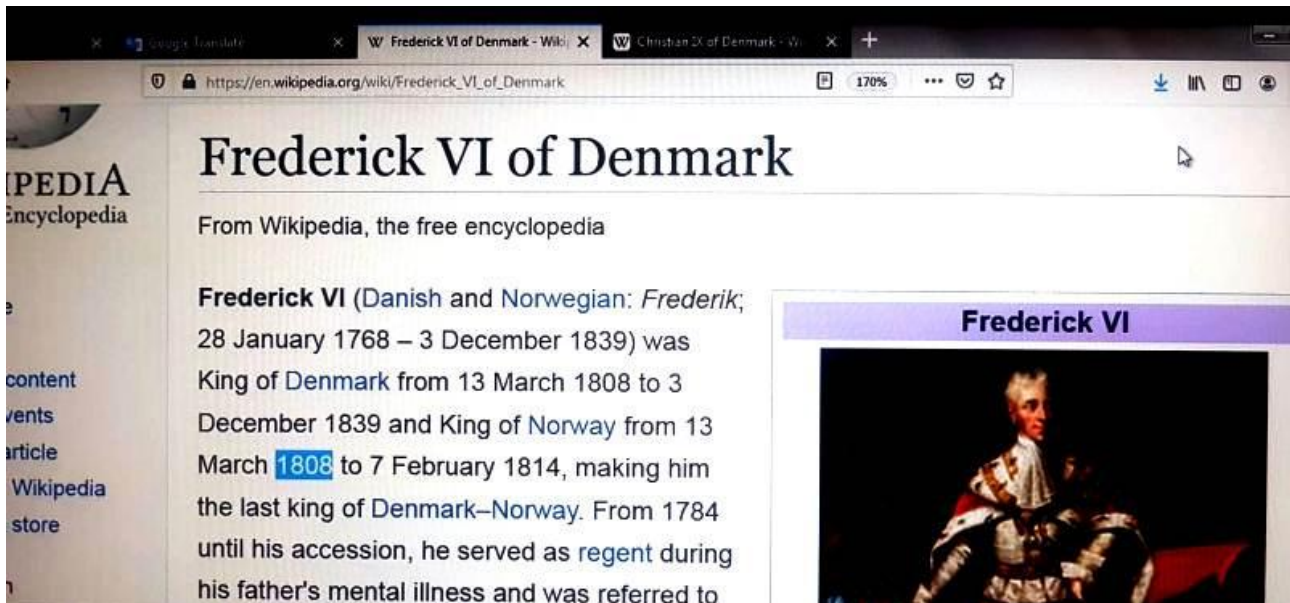 Google Translate
Frederick VI of Denmark - Wiki
Christian IX of Denmark - Wi
https://en.wikipedia.org/wiki/Frederick_VI_of_Denmark
170%
IPEDIA
Encyclopedia
Frederick VI of Denmark
From Wikipedia, the free encyclopedia
Frederick VI (Danish and Norwegian: Frederik;
28 January 1768 – 3 December 1839) was
King of Denmark from 13 March 1808 to 3
December 1839 and King of Norway from 13
March 1808 to 7 February 1814, making him
the last king of Denmark–Norway. From 1784
until his accession, he served as regent during
his father's mental illness and was referred to
Frederick VI
content
vents
article
Wikipedia
store